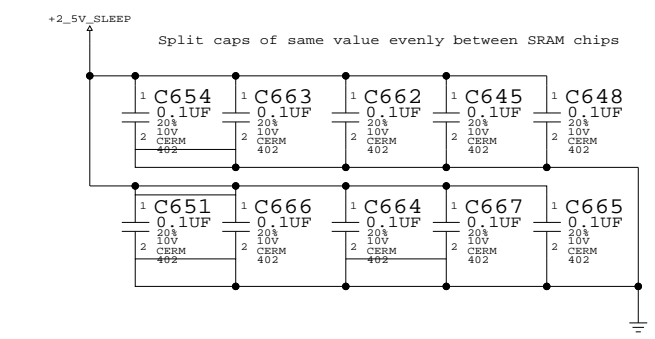 +2_5V_SLEEP
Split caps of same value evenly between SRAM chips
1 C654 1 C663 1 C662 1 C645 1 C648
0.1UF 0.1UF 0.1UF 0.1UF 0.1UF
20% 20% 20% 20% 20%
2 10V 2 10V 2 10V 2 10V 2 10V
CERM CERM CERM CERM CERM
402 402 402 402 402
1 C651 1 C666 1 C664 1 C667 1 C665
0.1UF 0.1UF 0.1UF 0.1UF 0.1UF
20% 20% 20% 20% 20%
2 10V 2 10V 2 10V 2 10V 2 10V
CERM CERM CERM CERM CERM
402 402 402 402 402